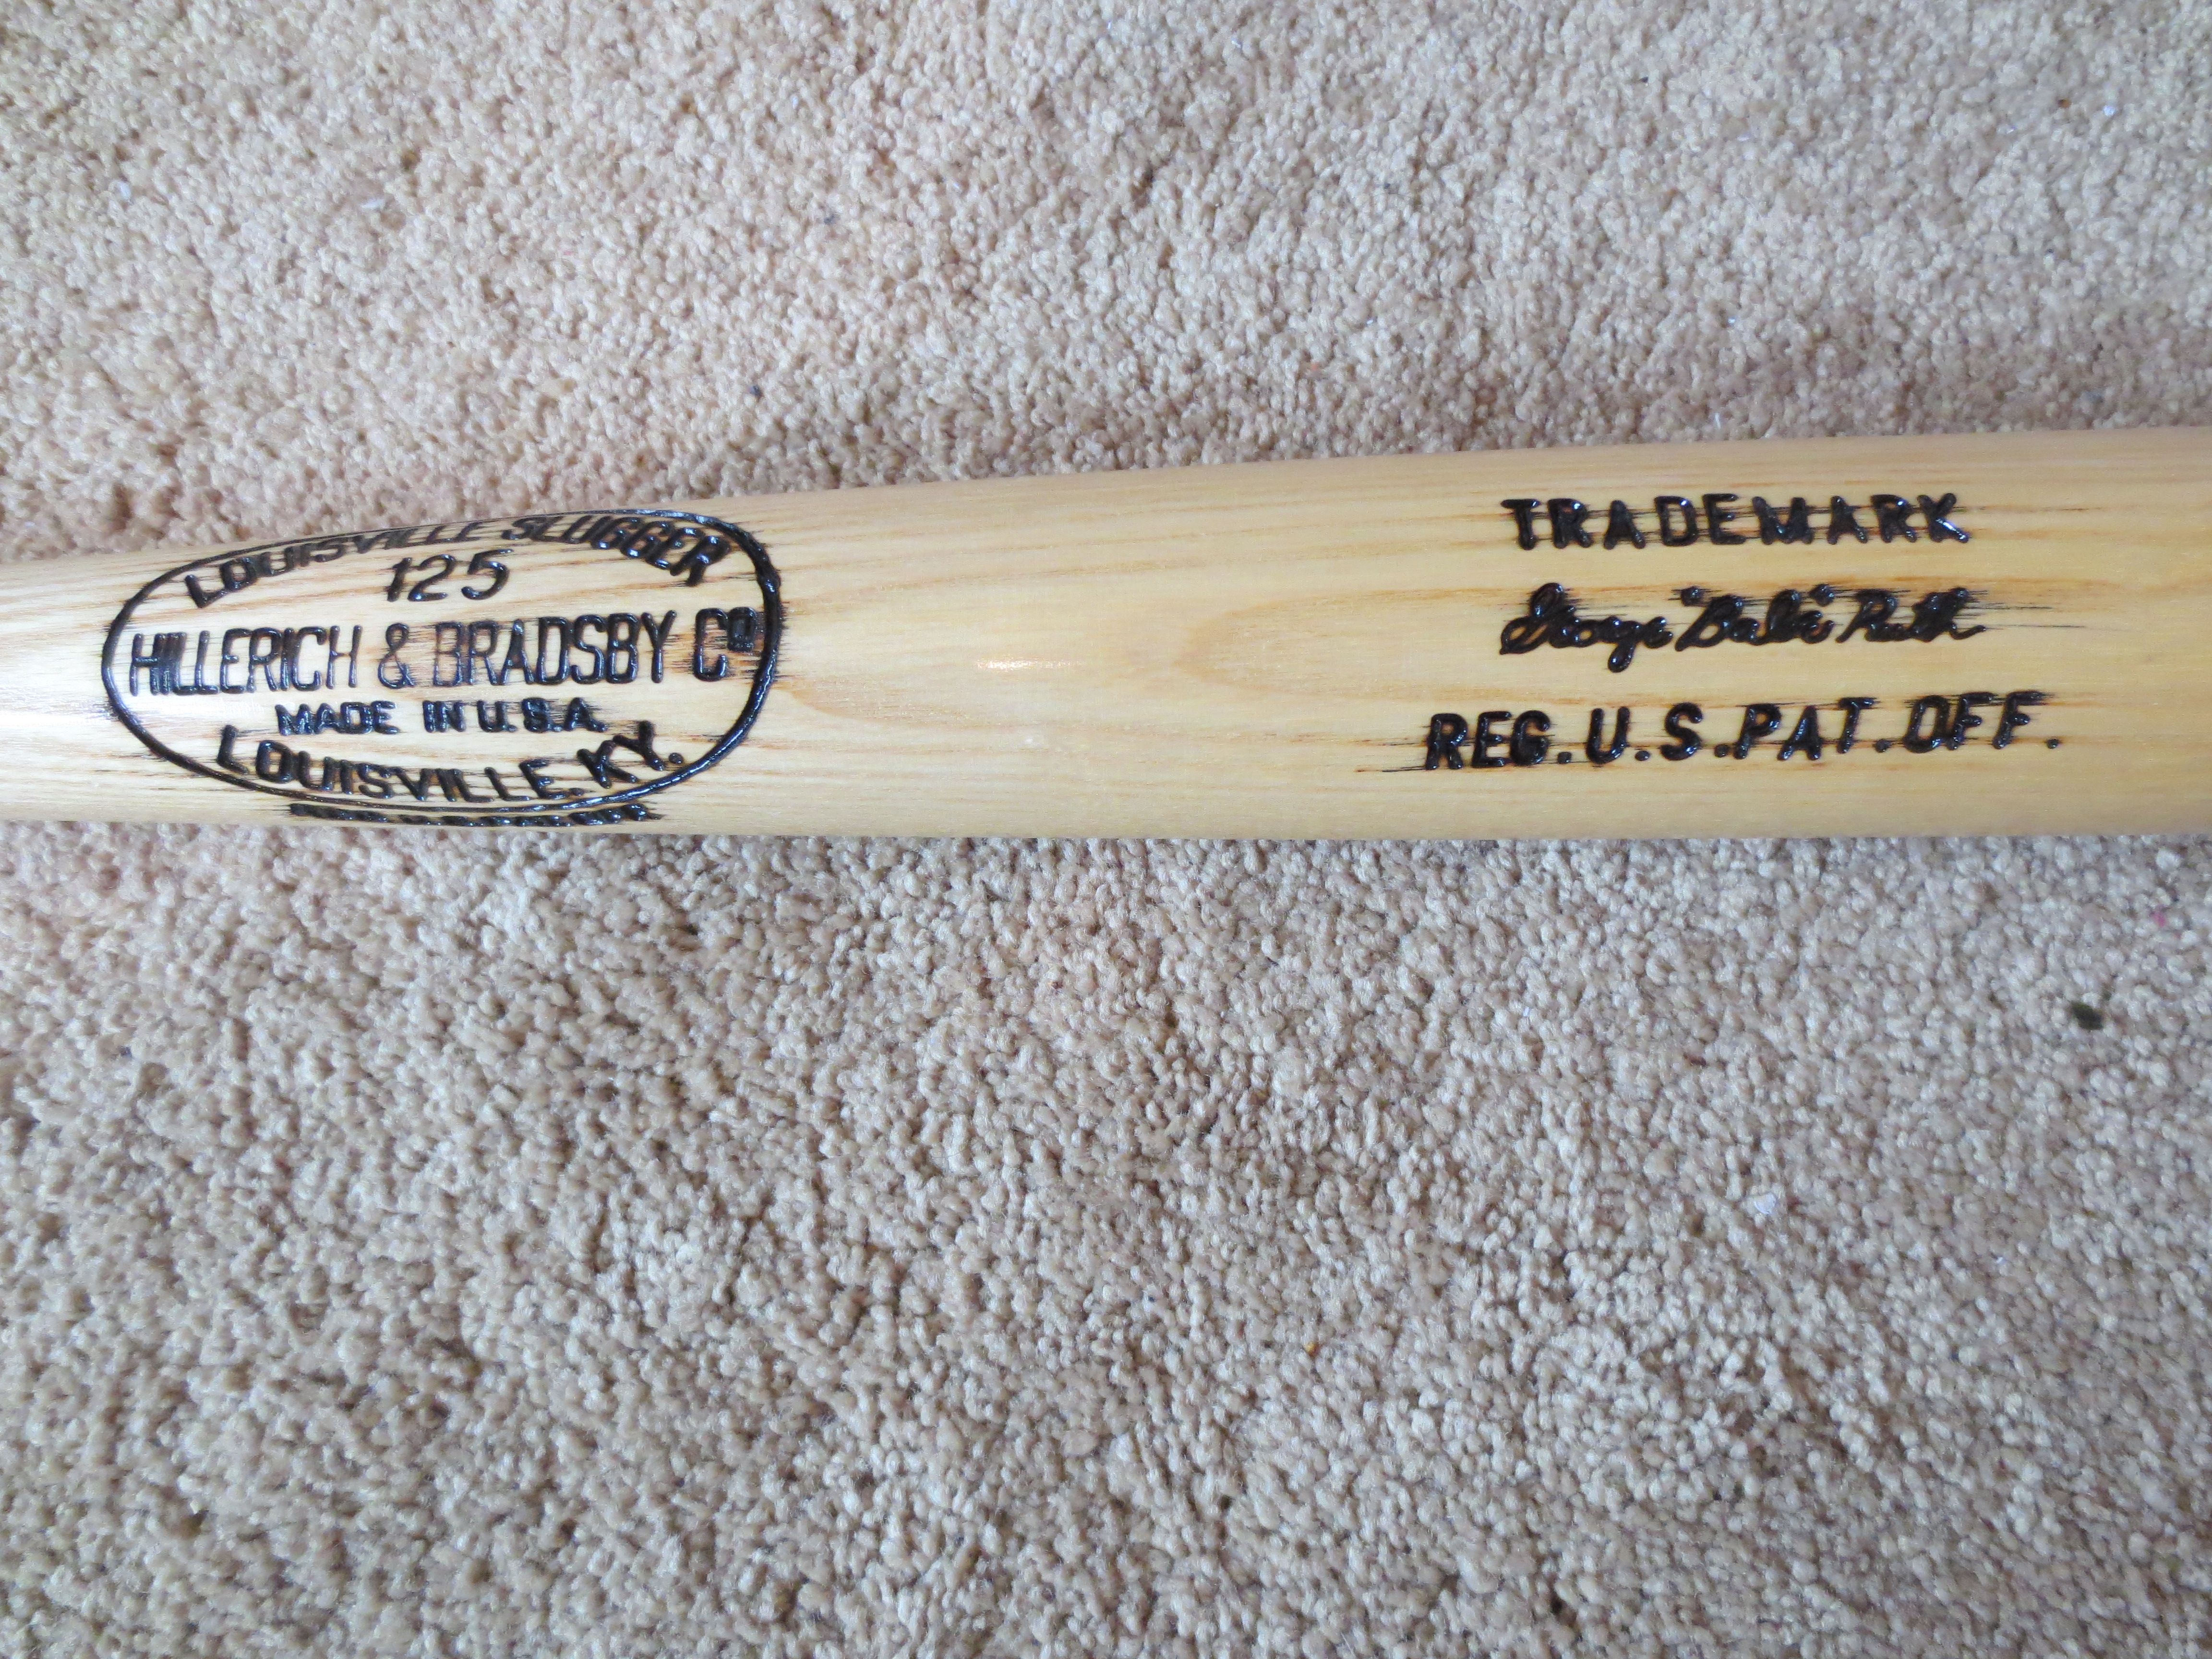 LOUISVILLE SLUGGER
125
HILLERICH & BRADSBY Co
MADE IN U.S.A.
LOUISVILLE, KY.
TRADEMARK
George "Babe" Ruth
REG. U.S. PAT. OFF.